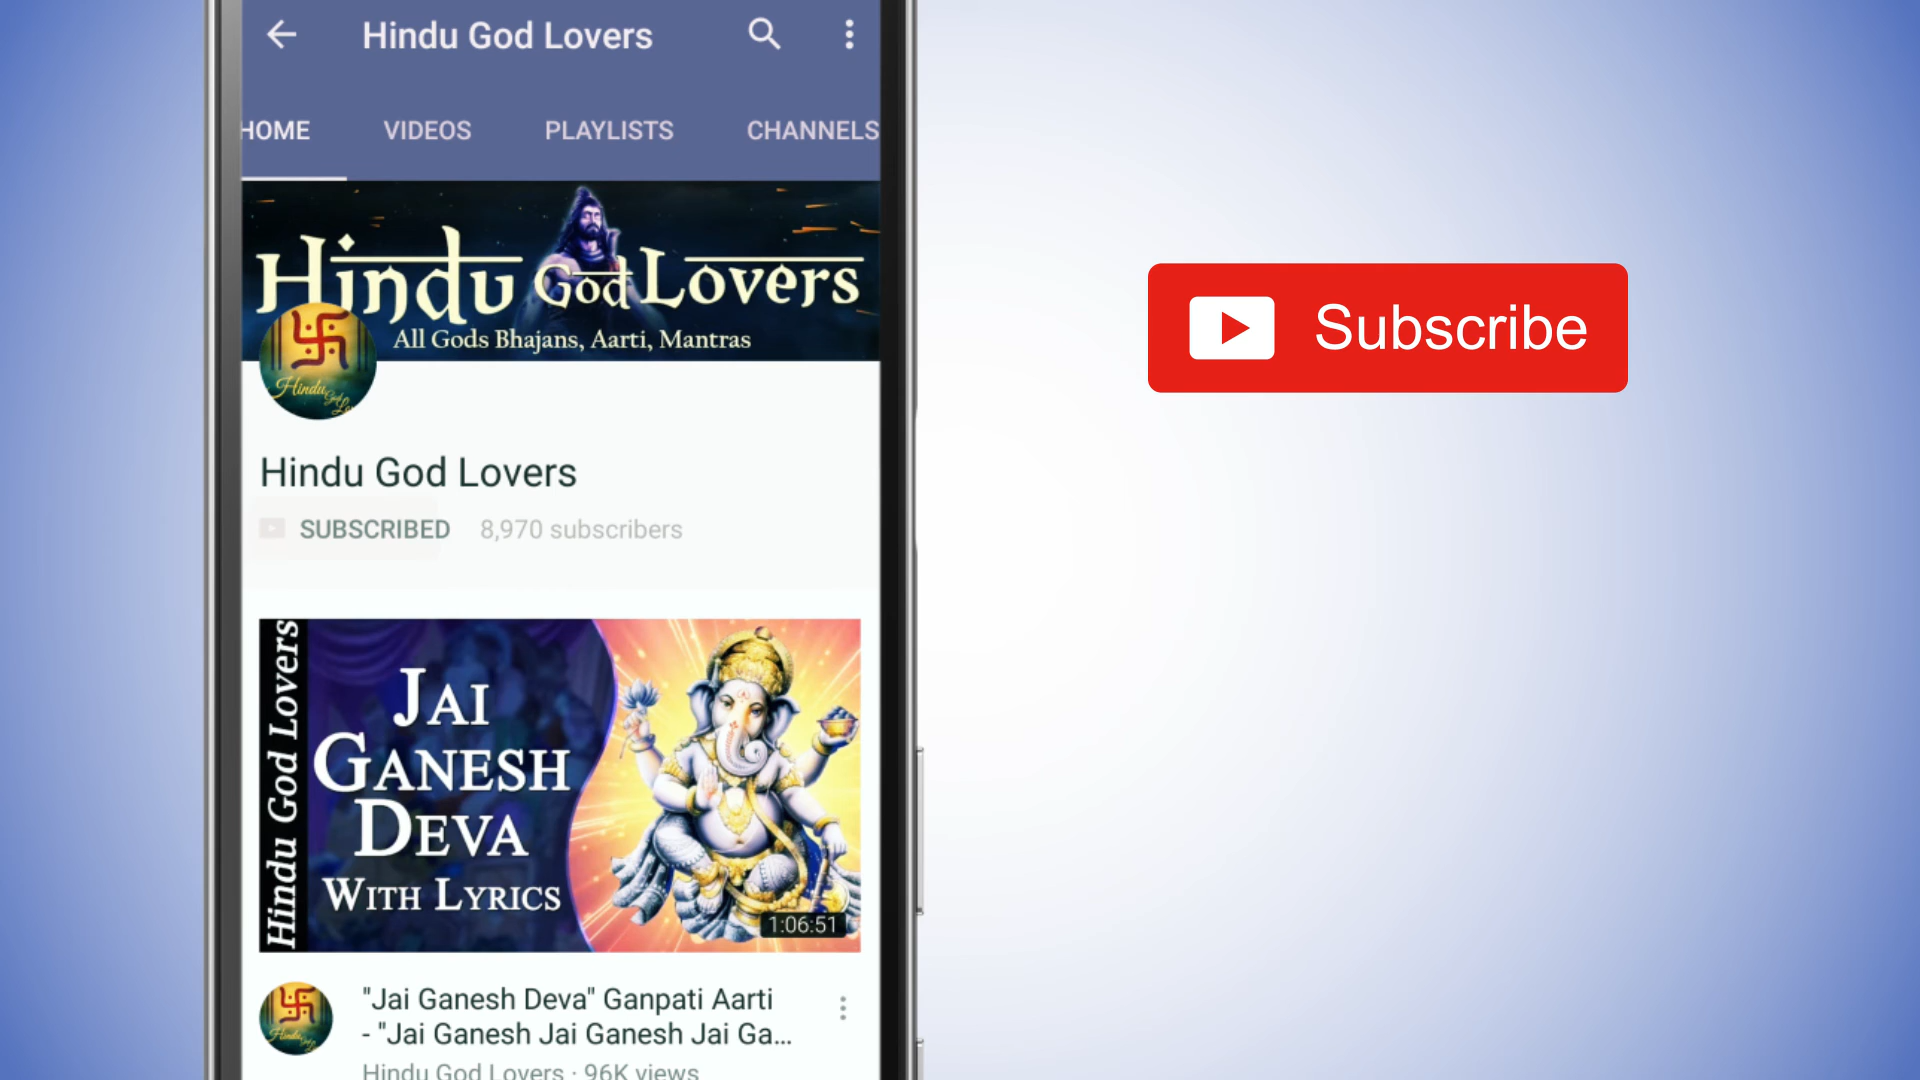 Hindu God Lovers
HOME VIDEOS PLAYLISTS CHANNELS
Hindu God Lovers
All Gods Bhajans, Aarti, Mantras
Hindu
God
Hindu God Lovers
SUBSCRIBED 8,970 subscribers
Hindu God Lovers
JAI
GANESH
DEVA
WITH LYRICS
1:06:51
"Jai Ganesh Deva" Ganpati Aarti
- "Jai Ganesh Jai Ganesh Jai Ga...
Hindu God Lovers · 96K views
Subscribe